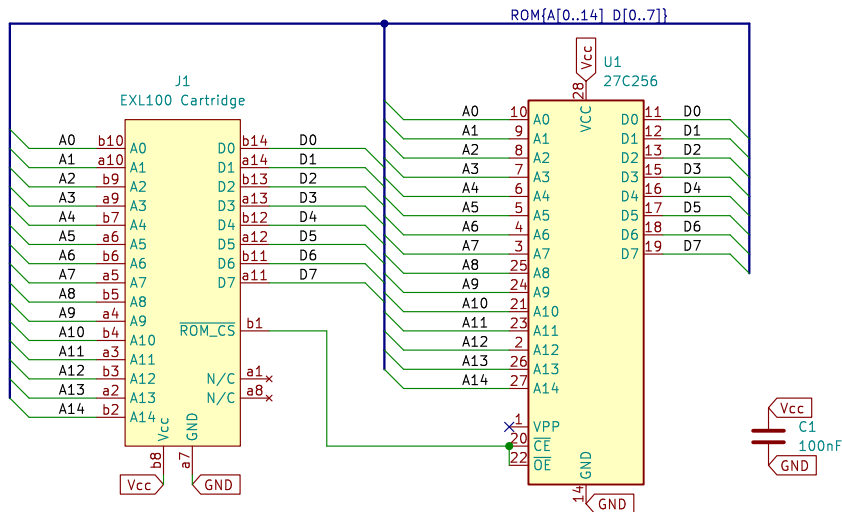 ROM{A[0..14] D[0..7]}
J1
EXL100 Cartridge
A0 b10 A0
A1 a10 A1
A2 b9 A2
A3 a9 A3
A4 b7 A4
A5 a6 A5
A6 b6 A6
A7 a5 A7
A8 b5 A8
A9 a4 A9
A10 b4 A10
A11 a3 A11
A12 b3 A12
A13 a2 A13
A14 b2 A14
D0 b14 D0
D1 a14 D1
D2 b13 D2
D3 a13 D3
D4 b12 D4
D5 a12 D5
D6 b11 D6
D7 a11 D7
ROM_CS b1
N/C a1
N/C a8
Vcc
GND
b8
a7
Vcc
GND
Vcc
U1
27C256
28
VCC
A0 10 A0
A1 9 A1
A2 8 A2
A3 7 A3
A4 6 A4
A5 5 A5
A6 4 A6
A7 3 A7
A8 25 A8
A9 24 A9
A10 21 A10
A11 23 A11
A12 2 A12
A13 26 A13
A14 27 A14
1 VPP
20 CE
22 OE
D0 11 D0
D1 12 D1
D2 13 D2
D3 15 D3
D4 16 D4
D5 17 D5
D6 18 D6
D7 19 D7
GND
14
GND
Vcc
C1
100nF
GND